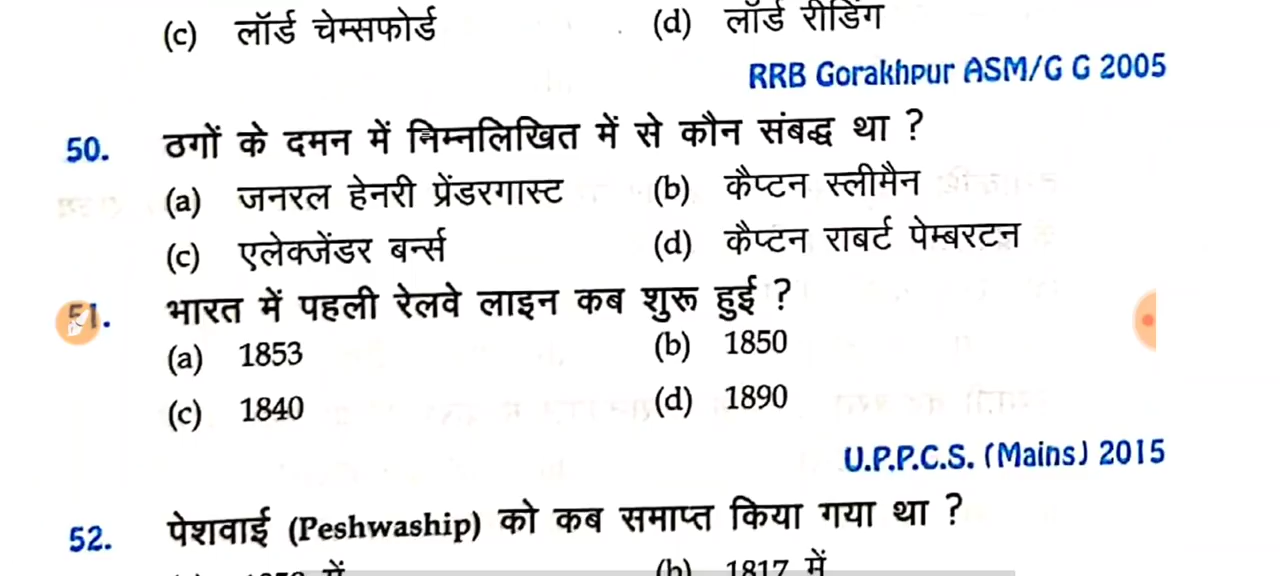 (c) लॉर्ड चेम्सफोर्ड (d) लॉर्ड रीडिंग
RRB Gorakhpur ASM/G G 2005
50. ठगों के दमन में निम्नलिखित में से कौन संबद्ध था ?
(a) जनरल हेनरी प्रेंडरगास्ट (b) कैप्टन स्लीमैन
(c) एलेक्जेंडर बर्न्स (d) कैप्टन राबर्ट पेम्बरटन
51. भारत में पहली रेलवे लाइन कब शुरू हुई ?
(a) 1853 (b) 1850
(c) 1840 (d) 1890
U.P.P.C.S. (Mains) 2015
52. पेशवाई (Peshwaship) को कब समाप्त किया गया था ?
में (b) 1817 में